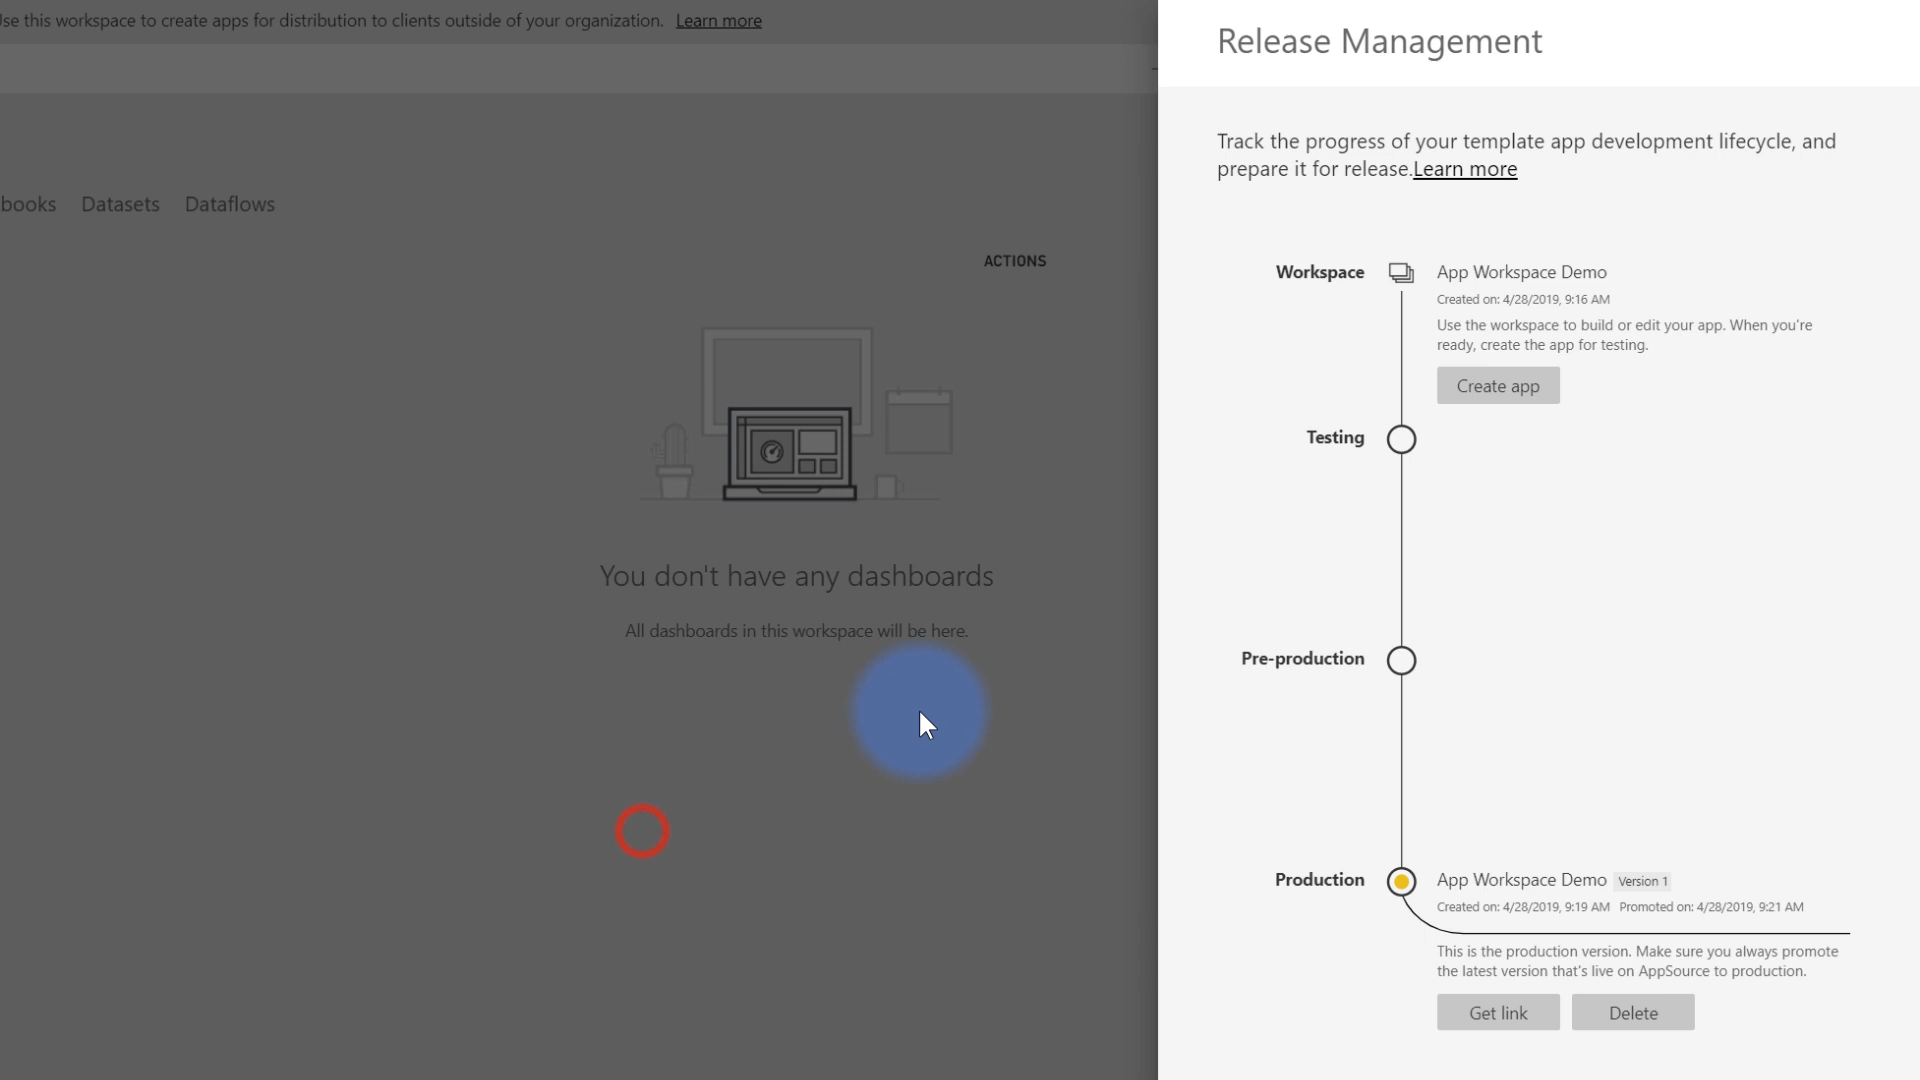 se this workspace to create apps for distribution to clients outside of your organization. Learn more
books Datasets Dataflows
ACTIONS
You don't have any dashboards
All dashboards in this workspace will be here.
Release Management
Track the progress of your template app development lifecycle, and
prepare it for release.Learn more
Workspace
App Workspace Demo
Created on: 4/28/2019, 9:16 AM
Use the workspace to build or edit your app. When you're
ready, create the app for testing.
Create app
Testing
Pre-production
Production
App Workspace Demo Version 1
Created on: 4/28/2019, 9:19 AM Promoted on: 4/28/2019, 9:21 AM
This is the production version. Make sure you always promote
the latest version that's live on AppSource to production.
Get link Delete